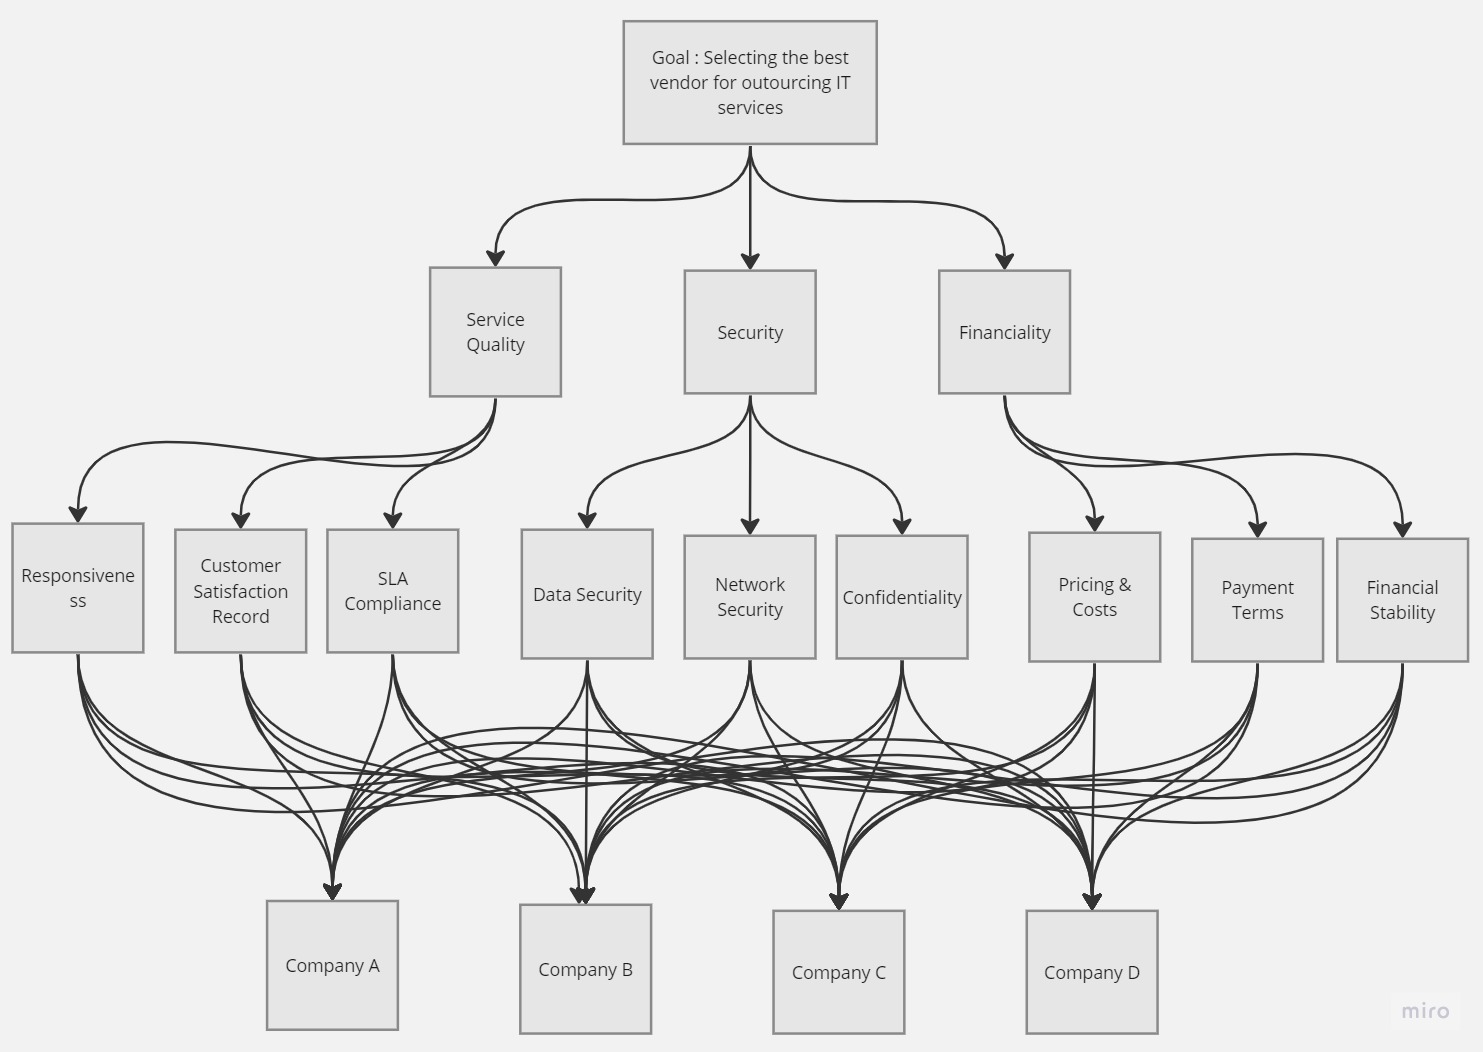 Goal : Selecting the best
vendor for outourcing IT
services
Service
Quality
Security
Financiality
Responsivene
ss
Customer
Satisfaction
Record
SLA
Compliance
Data Security
Network
Security
Confidentiality
Pricing &
Costs
Payment
Terms
Financial
Stability
Company A
Company B
Company C
Company D
miro